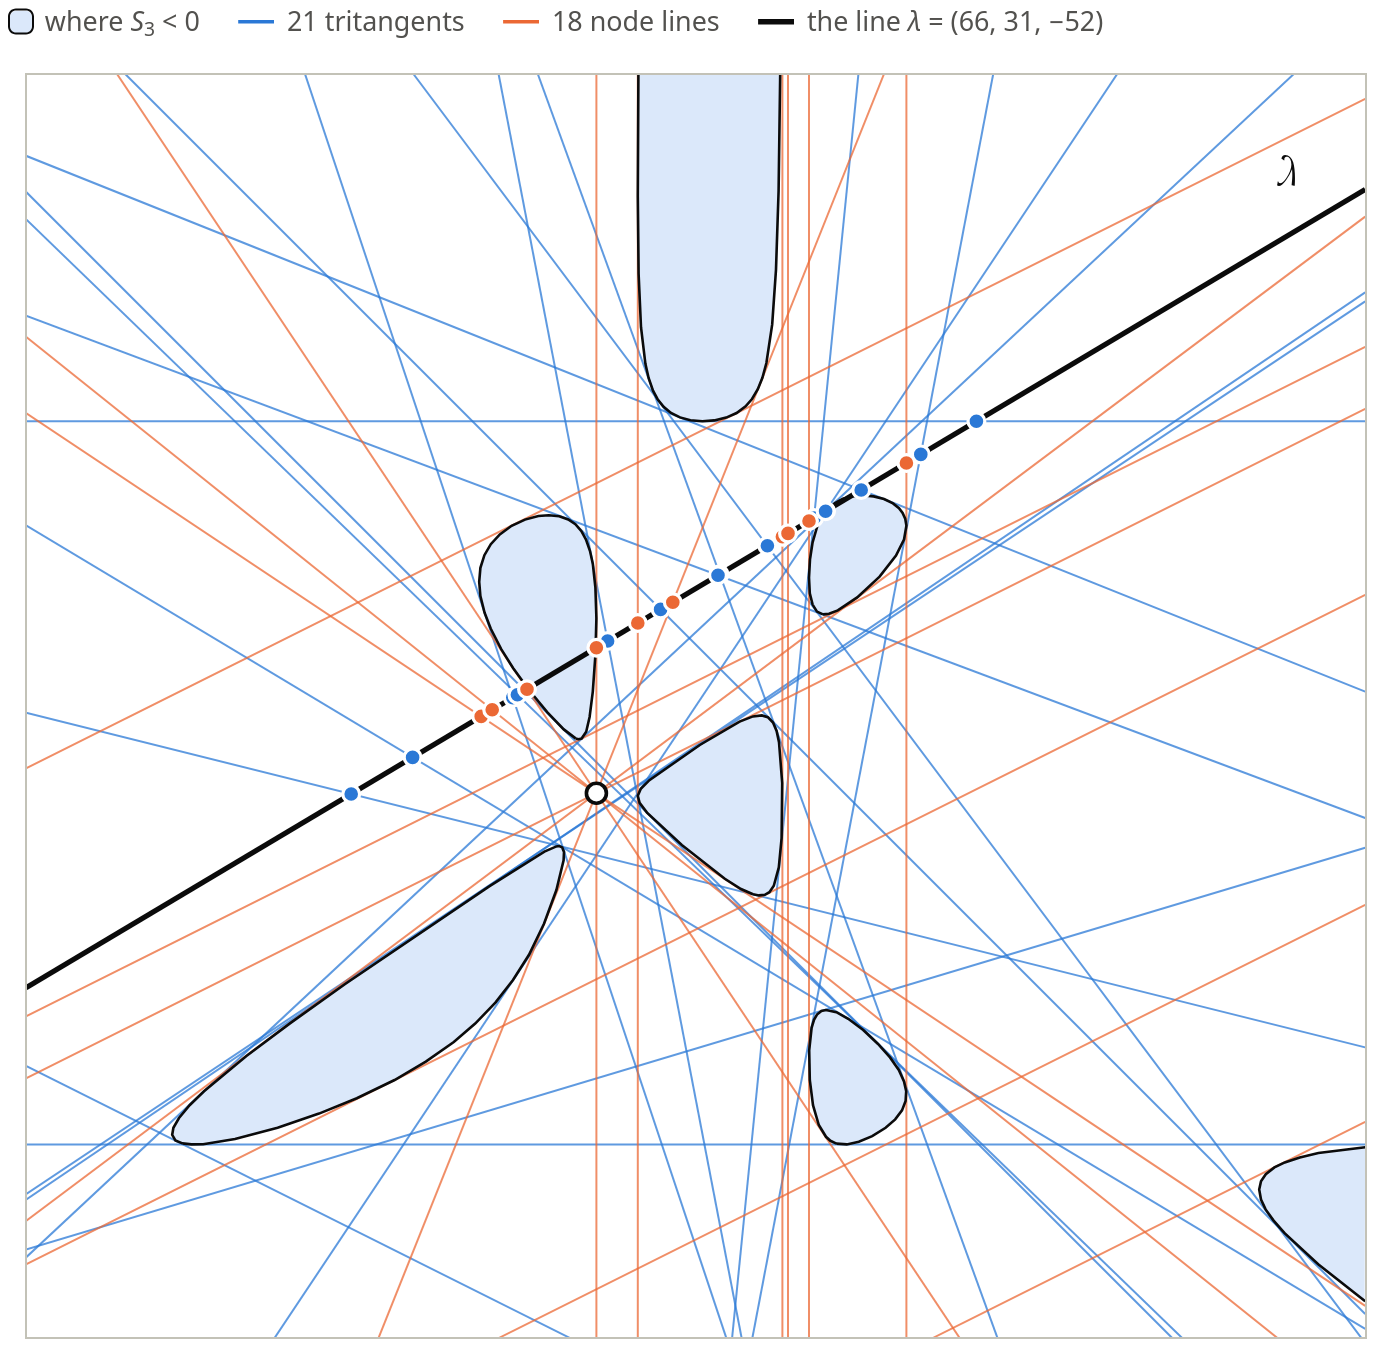 where S₃ < 0 21 tritangents 18 node lines the line λ = (66, 31, −52)
λ